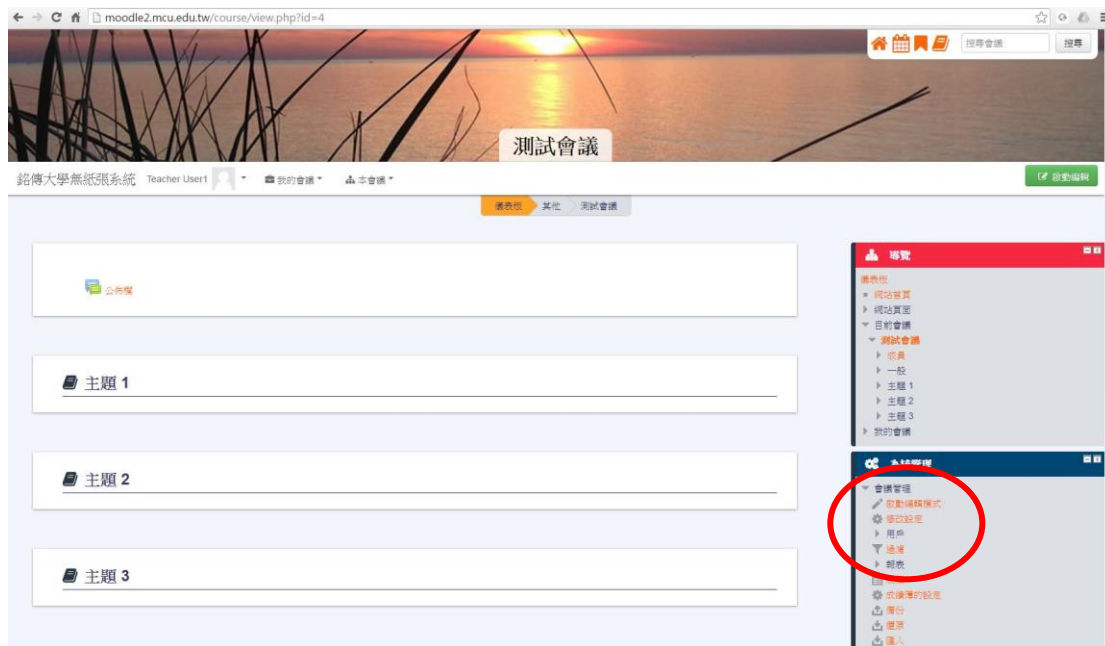 moodle2.mcu.edu.tw/course/view.php?id=4
搜尋會議 搜尋
測試會議
銘傳大學無紙張系統 Teacher User1 我的會議 本會議 啟動編輯
儀表板 其他 測試會議
公佈欄
主題 1
主題 2
主題 3
導覽
儀表板
網站首頁
網站頁面
目前會議
測試會議
成員
一般
主題 1
主題 2
主題 3
我的會議
系統管理
會議管理
啟動編輯模式
修改設定
用戶
過濾
報表
成績簿的設定
備份
還原
匯入